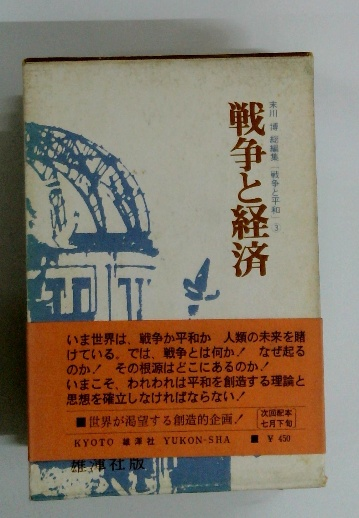 末川 博 総編集「戦争と平和」③
戦争と経済
いま世界は、戦争か平和か 人類の未来を賭
けている。では、戦争とは何か！ なぜ起る
のか！ その根源はどこにあるのか！
いまこそ、われわれは平和を創造する理論と
思想を確立しなければならない！
■世界が渇望する創造的企画！
次回配本
七月下旬
KYOTO 雄渾社 YUKON-SHA ■ ¥ 450
雄渾社版